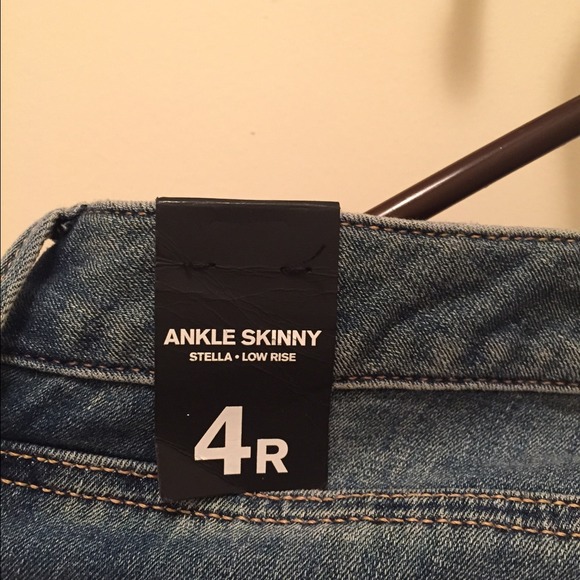 ANKLE SKINNY
STELLA • LOW RISE
4R